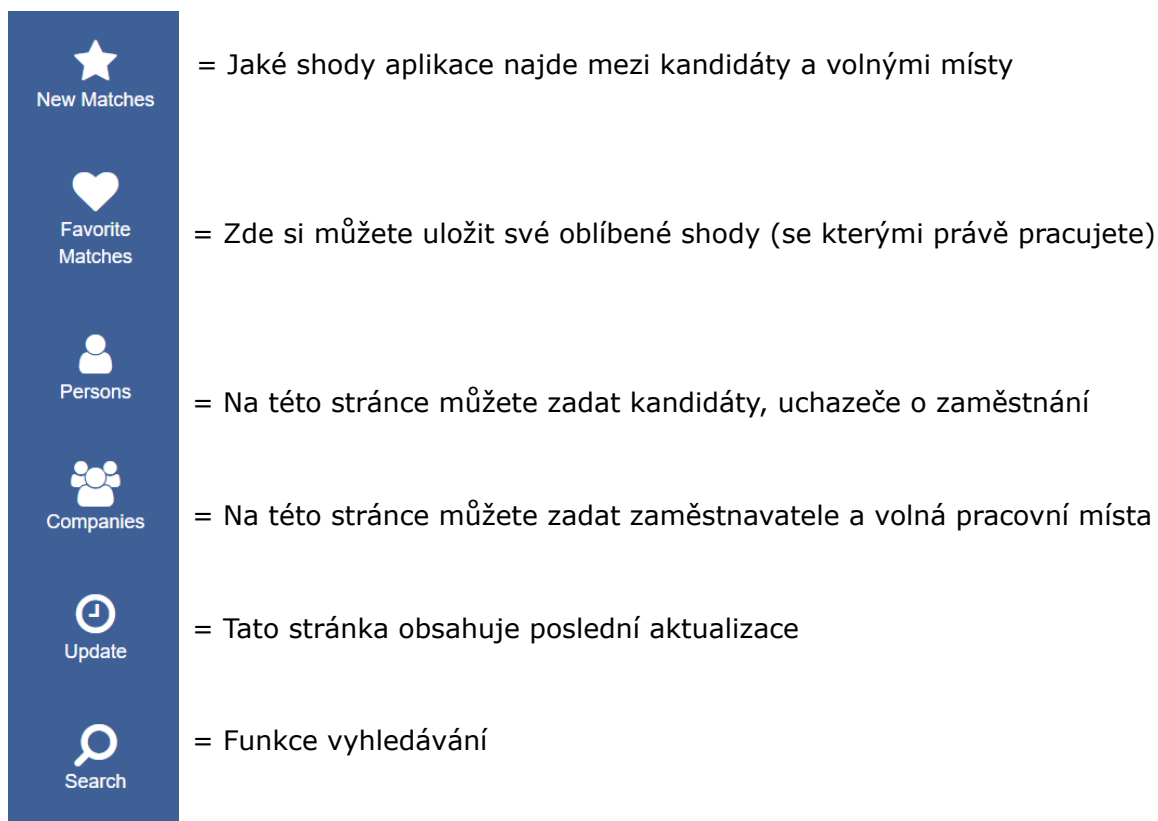 New Matches
= Jaké shody aplikace najde mezi kandidáty a volnými místy
Favorite
Matches
= Zde si můžete uložit své oblíbené shody (se kterými právě pracujete)
Persons
= Na této stránce můžete zadat kandidáty, uchazeče o zaměstnání
Companies
= Na této stránce můžete zadat zaměstnavatele a volná pracovní místa
Update
= Tato stránka obsahuje poslední aktualizace
Search
= Funkce vyhledávání